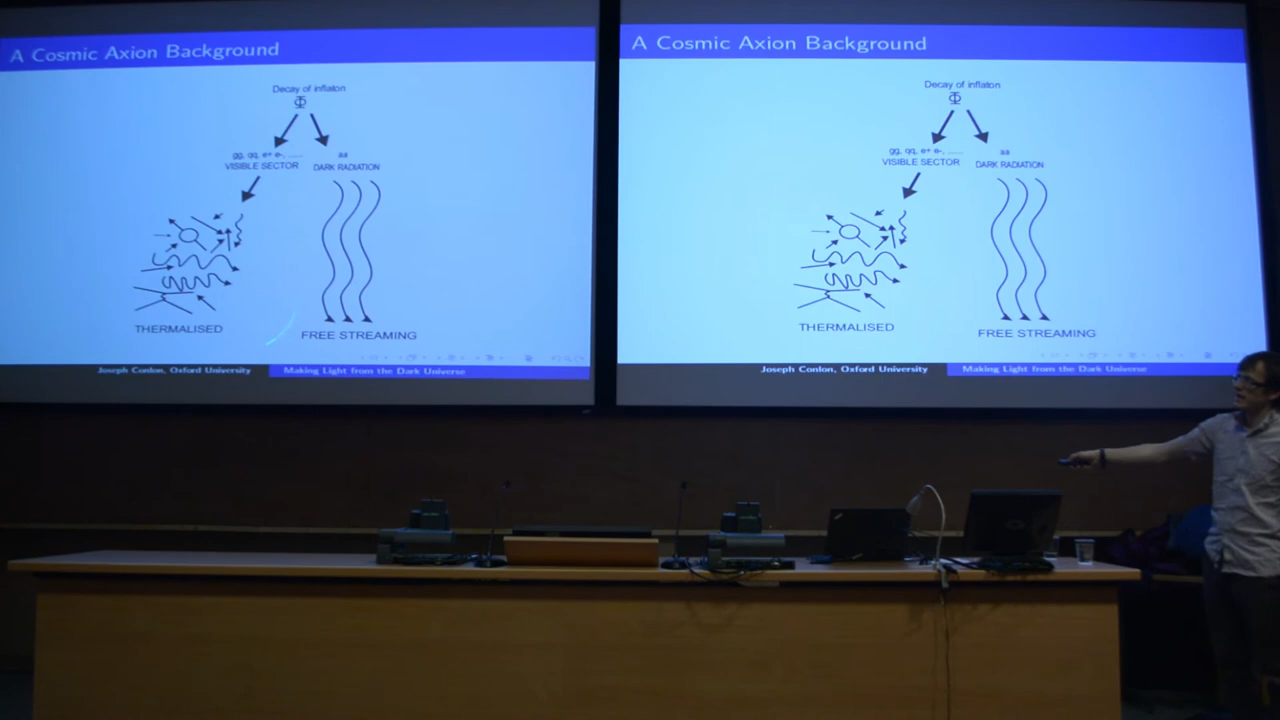 A Cosmic Axion Background
Decay of inflaton
Φ
gg, qq, e+ e-, ......
aa
VISIBLE SECTOR
DARK RADIATION
THERMALISED
FREE STREAMING
Joseph Conlon, Oxford University
Making Light from the Dark Universe
A Cosmic Axion Background
Decay of inflaton
Φ
gg, qq, e+ e-, ......
aa
VISIBLE SECTOR
DARK RADIATION
THERMALISED
FREE STREAMING
Joseph Conlon, Oxford University
Making Light from the Dark Universe